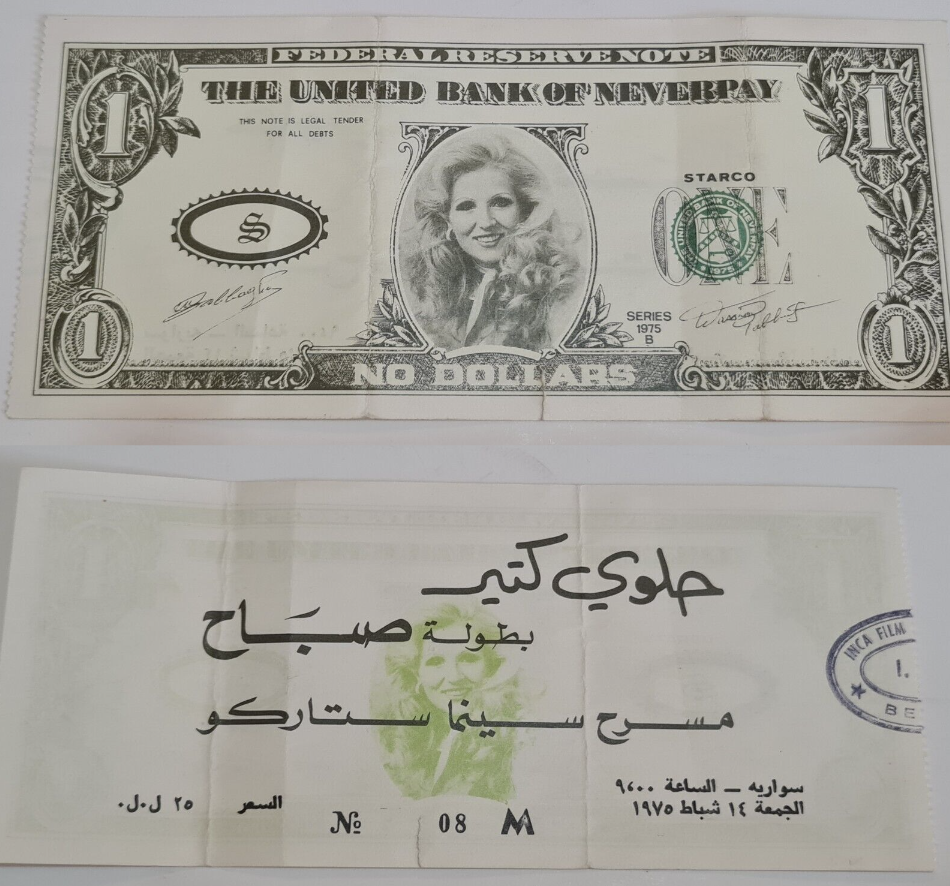 FEDERAL RESERVE NOTE
THE UNITED BANK OF NEVERPAY
THIS NOTE IS LEGAL TENDER
FOR ALL DEBTS
1
1
S
STARCO
ONE
SERIES
1975
B
1
1
NO DOLLARS
حلوي كتير
بطولة صباح
مسرح سينما ستاركو
سواريه – الساعة ٩،٠٠
الجمعة ١٤ شباط ١٩٧٥
السعر ٢٥ ل.ل.
№ 08 M
INCA FILM